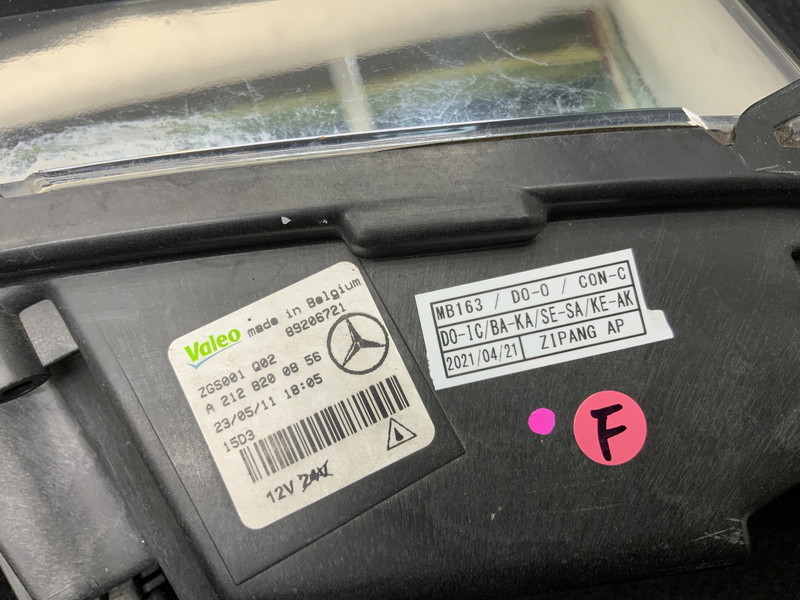 Valeo made in Belgium
89206721
ZGS001 Q02
A 212 820 08 56
23/05/11 18:05
15D3
12V
MB163 / DO-O / CON-C
DO-IC/BA-KA/SE-SA/KE-AK
2021/04/21 ZIPANG AP
F